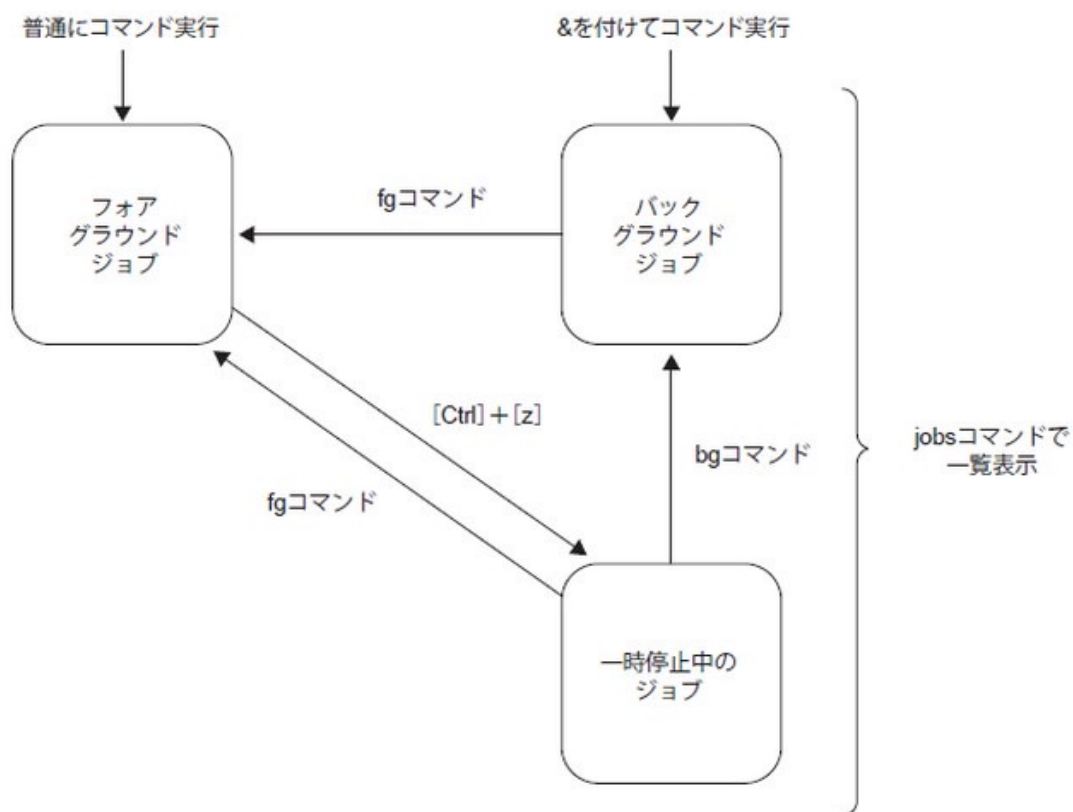 普通にコマンド実行
&を付けてコマンド実行
フォア
グラウンド
ジョブ
fgコマンド
バック
グラウンド
ジョブ
[Ctrl]+[z]
fgコマンド
bgコマンド
jobsコマンドで
一覧表示
一時停止中の
ジョブ